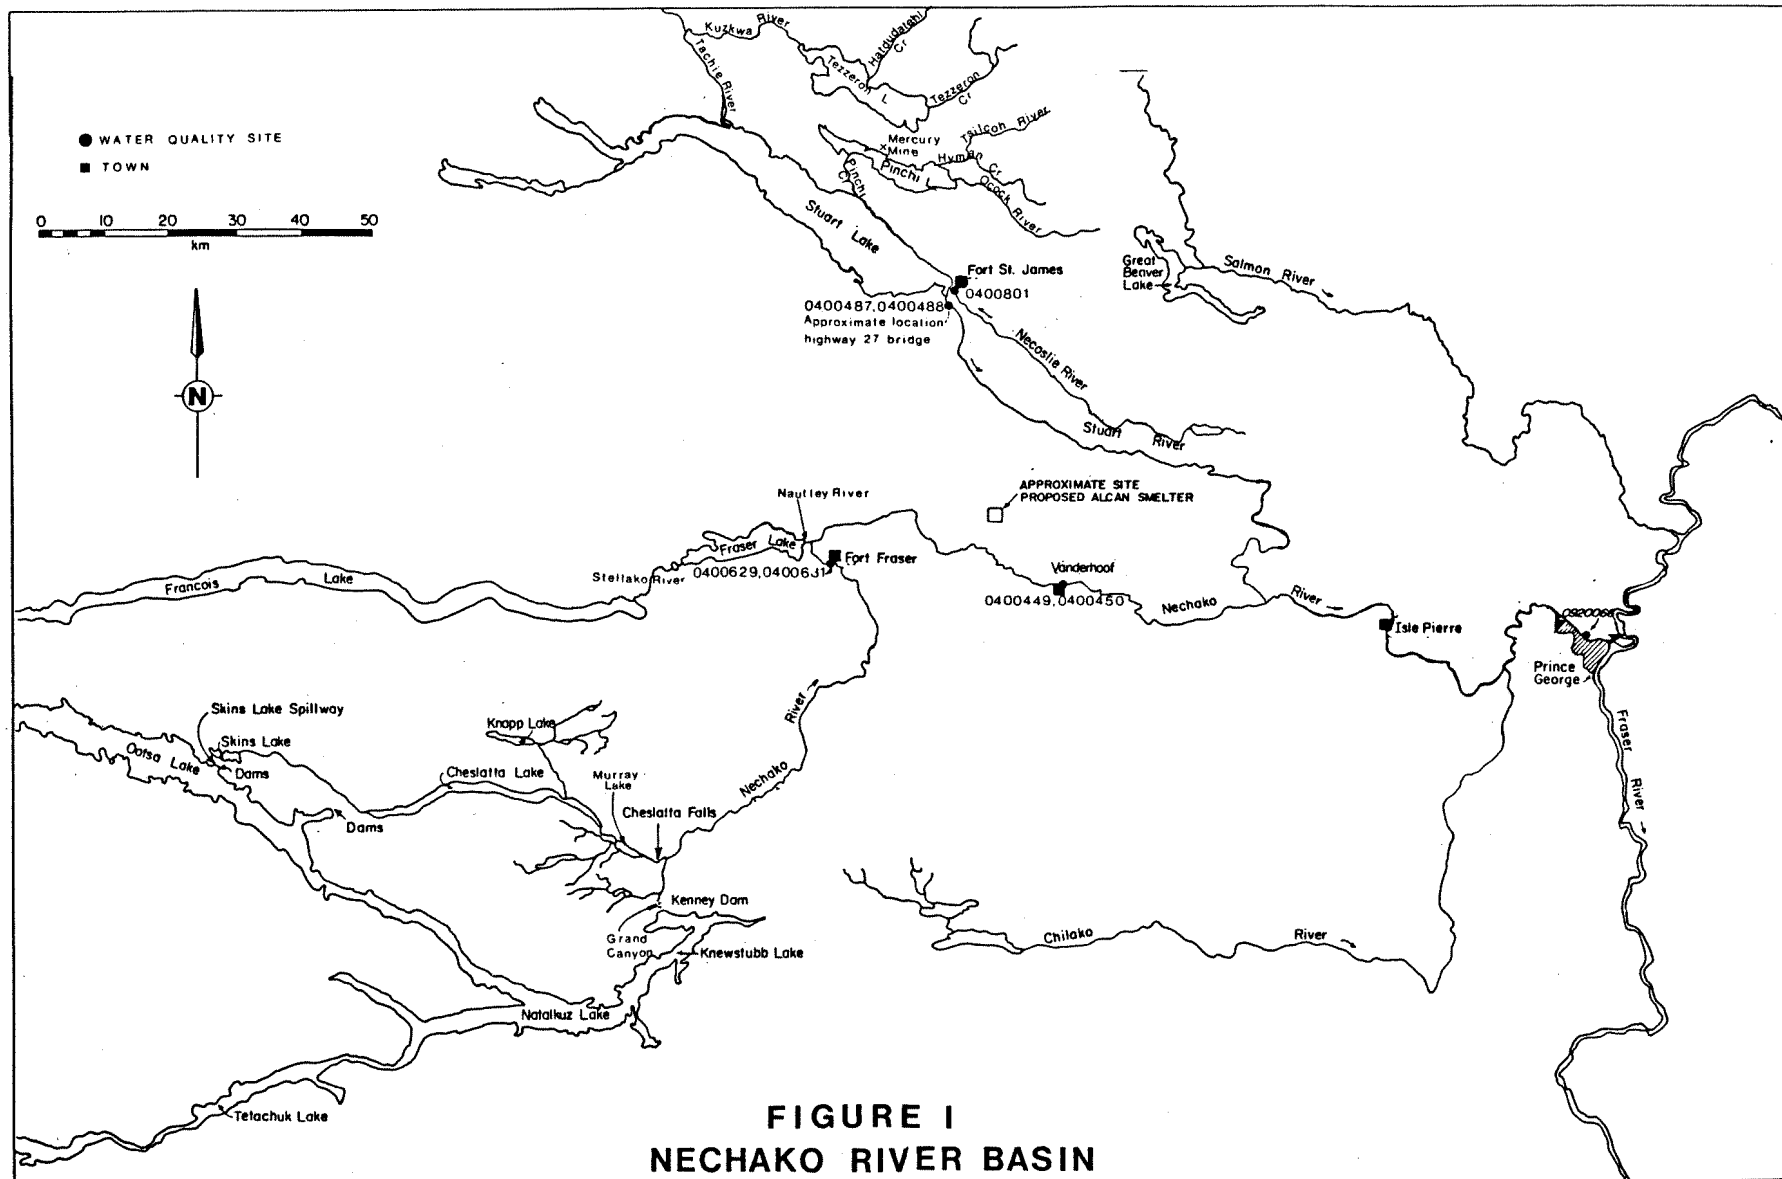 Kuzkwa River
Hatdudatehl
Cr
Tachie River
Tezzeron
L
Tezzeron
Cr
WATER QUALITY SITE
TOWN
Mercury
Mine
Tsilcoh River
Hyman Cr
Pinchi L
Pinchi
Cr
Ocock River
0 10 20 30 40 50
km
Stuart Lake
Great
Beaver
Lake
Salmon River
Fort St. James
0400801
0400487,0400488
Approximate location
highway 27 bridge
N
Necoslie River
Stuart River
APPROXIMATE SITE
PROPOSED ALCAN SMELTER
Nautley River
Fraser Lake
Fort Fraser
Stellako River
0400629,0400631
Francois Lake
Vanderhoof
0400449,0400450
Nechako River
Isle Pierre
Prince
George
Skins Lake Spillway
Skins Lake
Ootsa Lake
Dams
Dams
Knapp Lake
Cheslatta Lake
Murray
Lake
Cheslatta Falls
Nechako River
Fraser River
Kenney Dam
Grand
Canyon
Knewstubb Lake
Chilako River
Natalkuz Lake
Tetachuk Lake
FIGURE I
NECHAKO RIVER BASIN